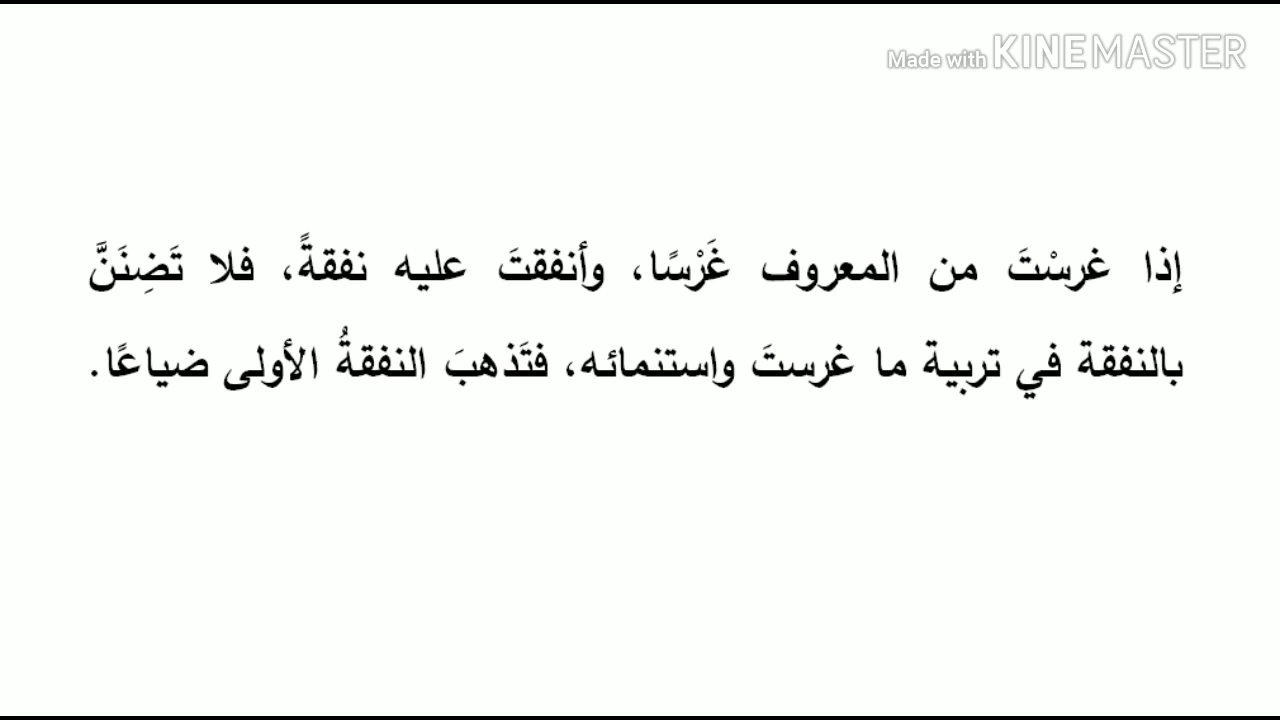 Made with KINEMASTER
إذا غرسْتَ من المعروف غَرْسًا، وأنفقتَ عليه نفقةً، فلا تَضِنَنَّ
بالنفقة في تربية ما غرستَ واستنمائه، فتَذهبَ النفقةُ الأولى ضياعًا.